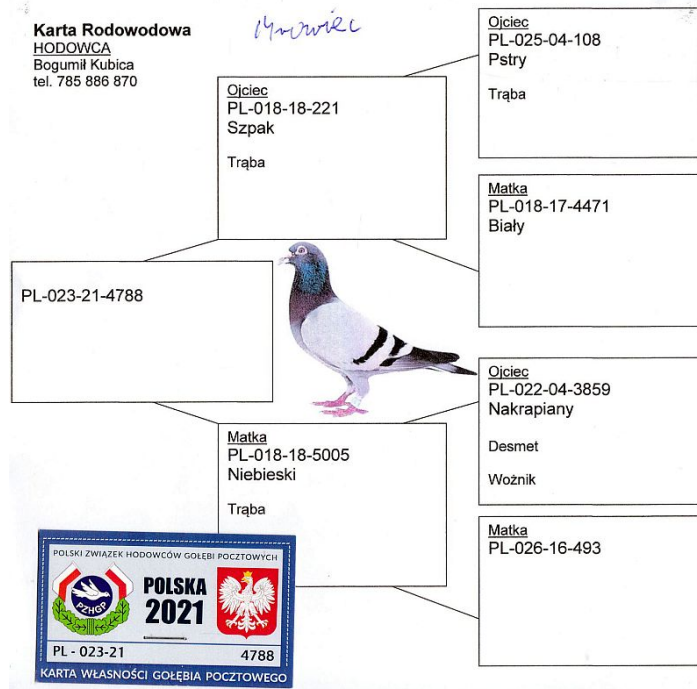 Karta Rodowodowa
HODOWCA
Bogumił Kubica
tel. 785 886 870
Ojciec
PL-018-18-221
Szpak
Trąba
Ojciec
PL-025-04-108
Pstry
Trąba
Matka
PL-018-17-4471
Biały
PL-023-21-4788
Matka
PL-018-18-5005
Niebieski
Trąba
Ojciec
PL-022-04-3859
Nakrapiany
Desmet
Woźnik
Matka
PL-026-16-493
POLSKI ZWIĄZEK HODOWCÓW GOŁĘBI POCZTOWYCH
PZHGP
POLSKA
2021
PL - 023-21 4788
KARTA WŁASNOŚCI GOŁĘBIA POCZTOWEGO